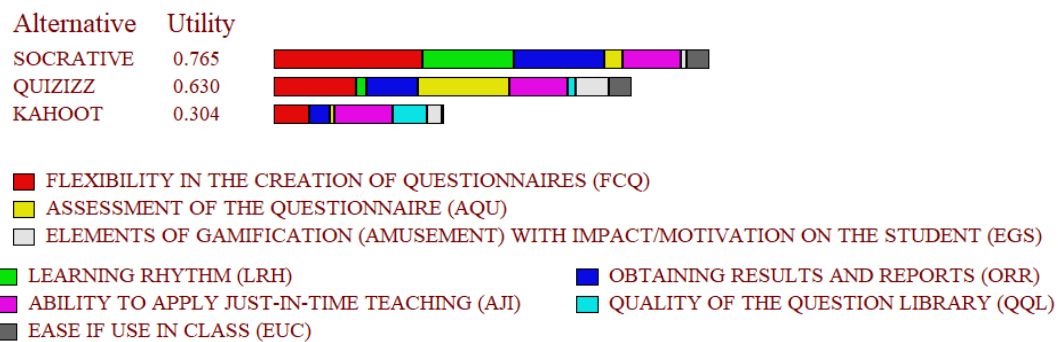 Alternative Utility
SOCRATIVE 0.765
QUIZIZZ 0.630
KAHOOT 0.304
FLEXIBILITY IN THE CREATION OF QUESTIONNAIRES (FCQ)
ASSESSMENT OF THE QUESTIONNAIRE (AQU)
ELEMENTS OF GAMIFICATION (AMUSEMENT) WITH IMPACT/MOTIVATION ON THE STUDENT (EGS)
LEARNING RHYTHM (LRH) OBTAINING RESULTS AND REPORTS (ORR)
ABILITY TO APPLY JUST-IN-TIME TEACHING (AJI) QUALITY OF THE QUESTION LIBRARY (QQL)
EASE IF USE IN CLASS (EUC)